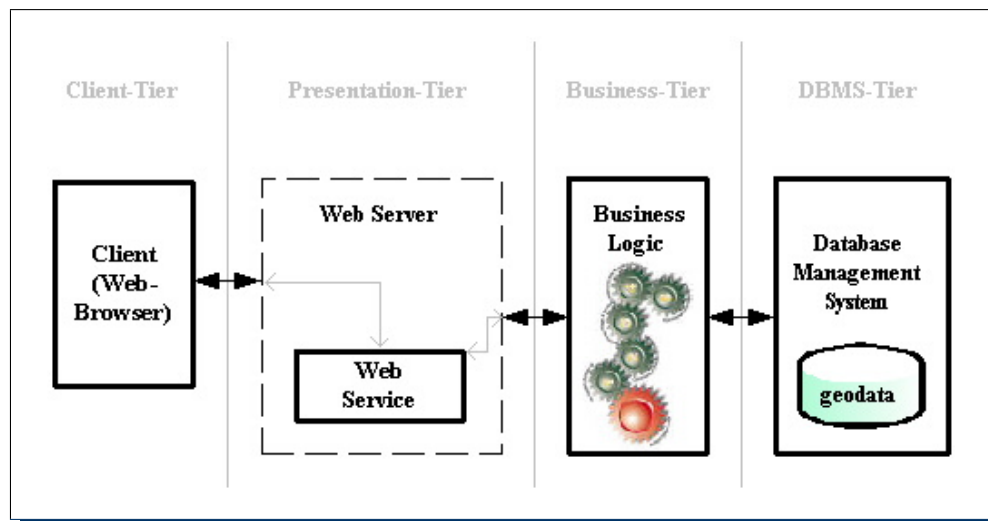 Client-Tier
Presentation-Tier
Business-Tier
DBMS-Tier
Client
(Web-
Browser)
Web Server
Web
Service
Business
Logic
Database
Management
System
geodata